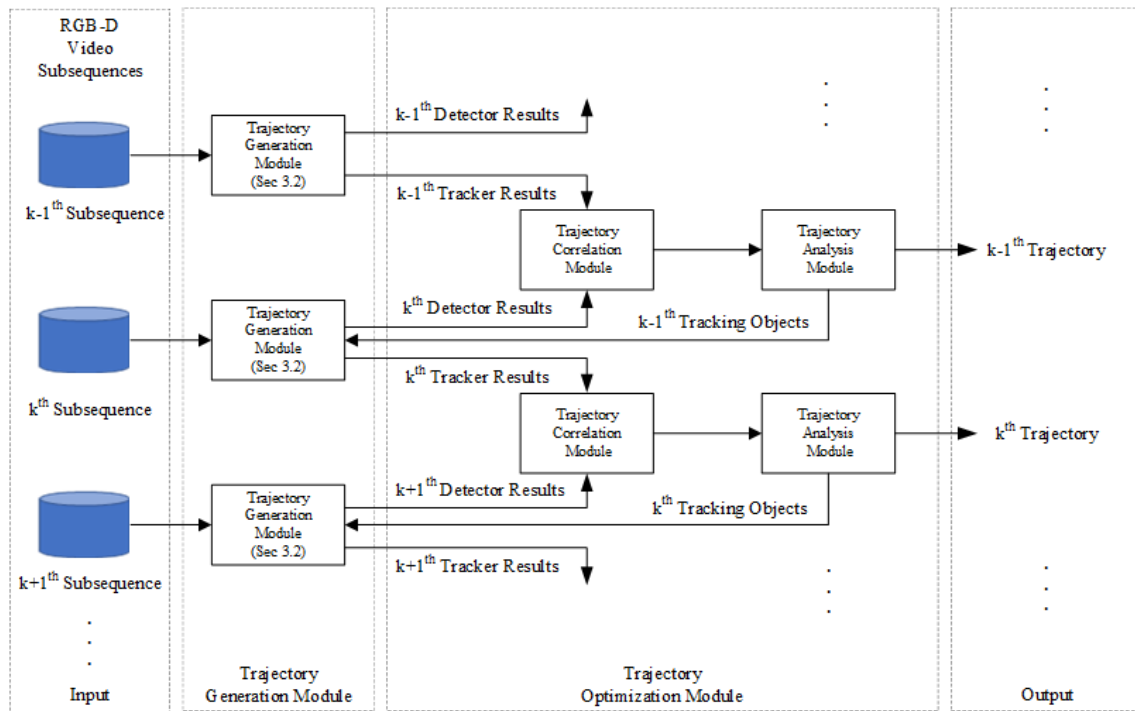 RGB-D
Video
Subsequences
k-1th Subsequence
kth Subsequence
k+1th Subsequence
Input
Trajectory
Generation
Module
(Sec 3.2)
Trajectory
Generation
Module
(Sec 3.2)
Trajectory
Generation
Module
(Sec 3.2)
Trajectory
Generation Module
k-1th Detector Results
k-1th Tracker Results
Trajectory
Correlation
Module
Trajectory
Analysis
Module
kth Detector Results
k-1th Tracking Objects
kth Tracker Results
Trajectory
Correlation
Module
Trajectory
Analysis
Module
k+1th Detector Results
kth Tracking Objects
k+1th Tracker Results
Trajectory
Optimization Module
k-1th Trajectory
kth Trajectory
Output